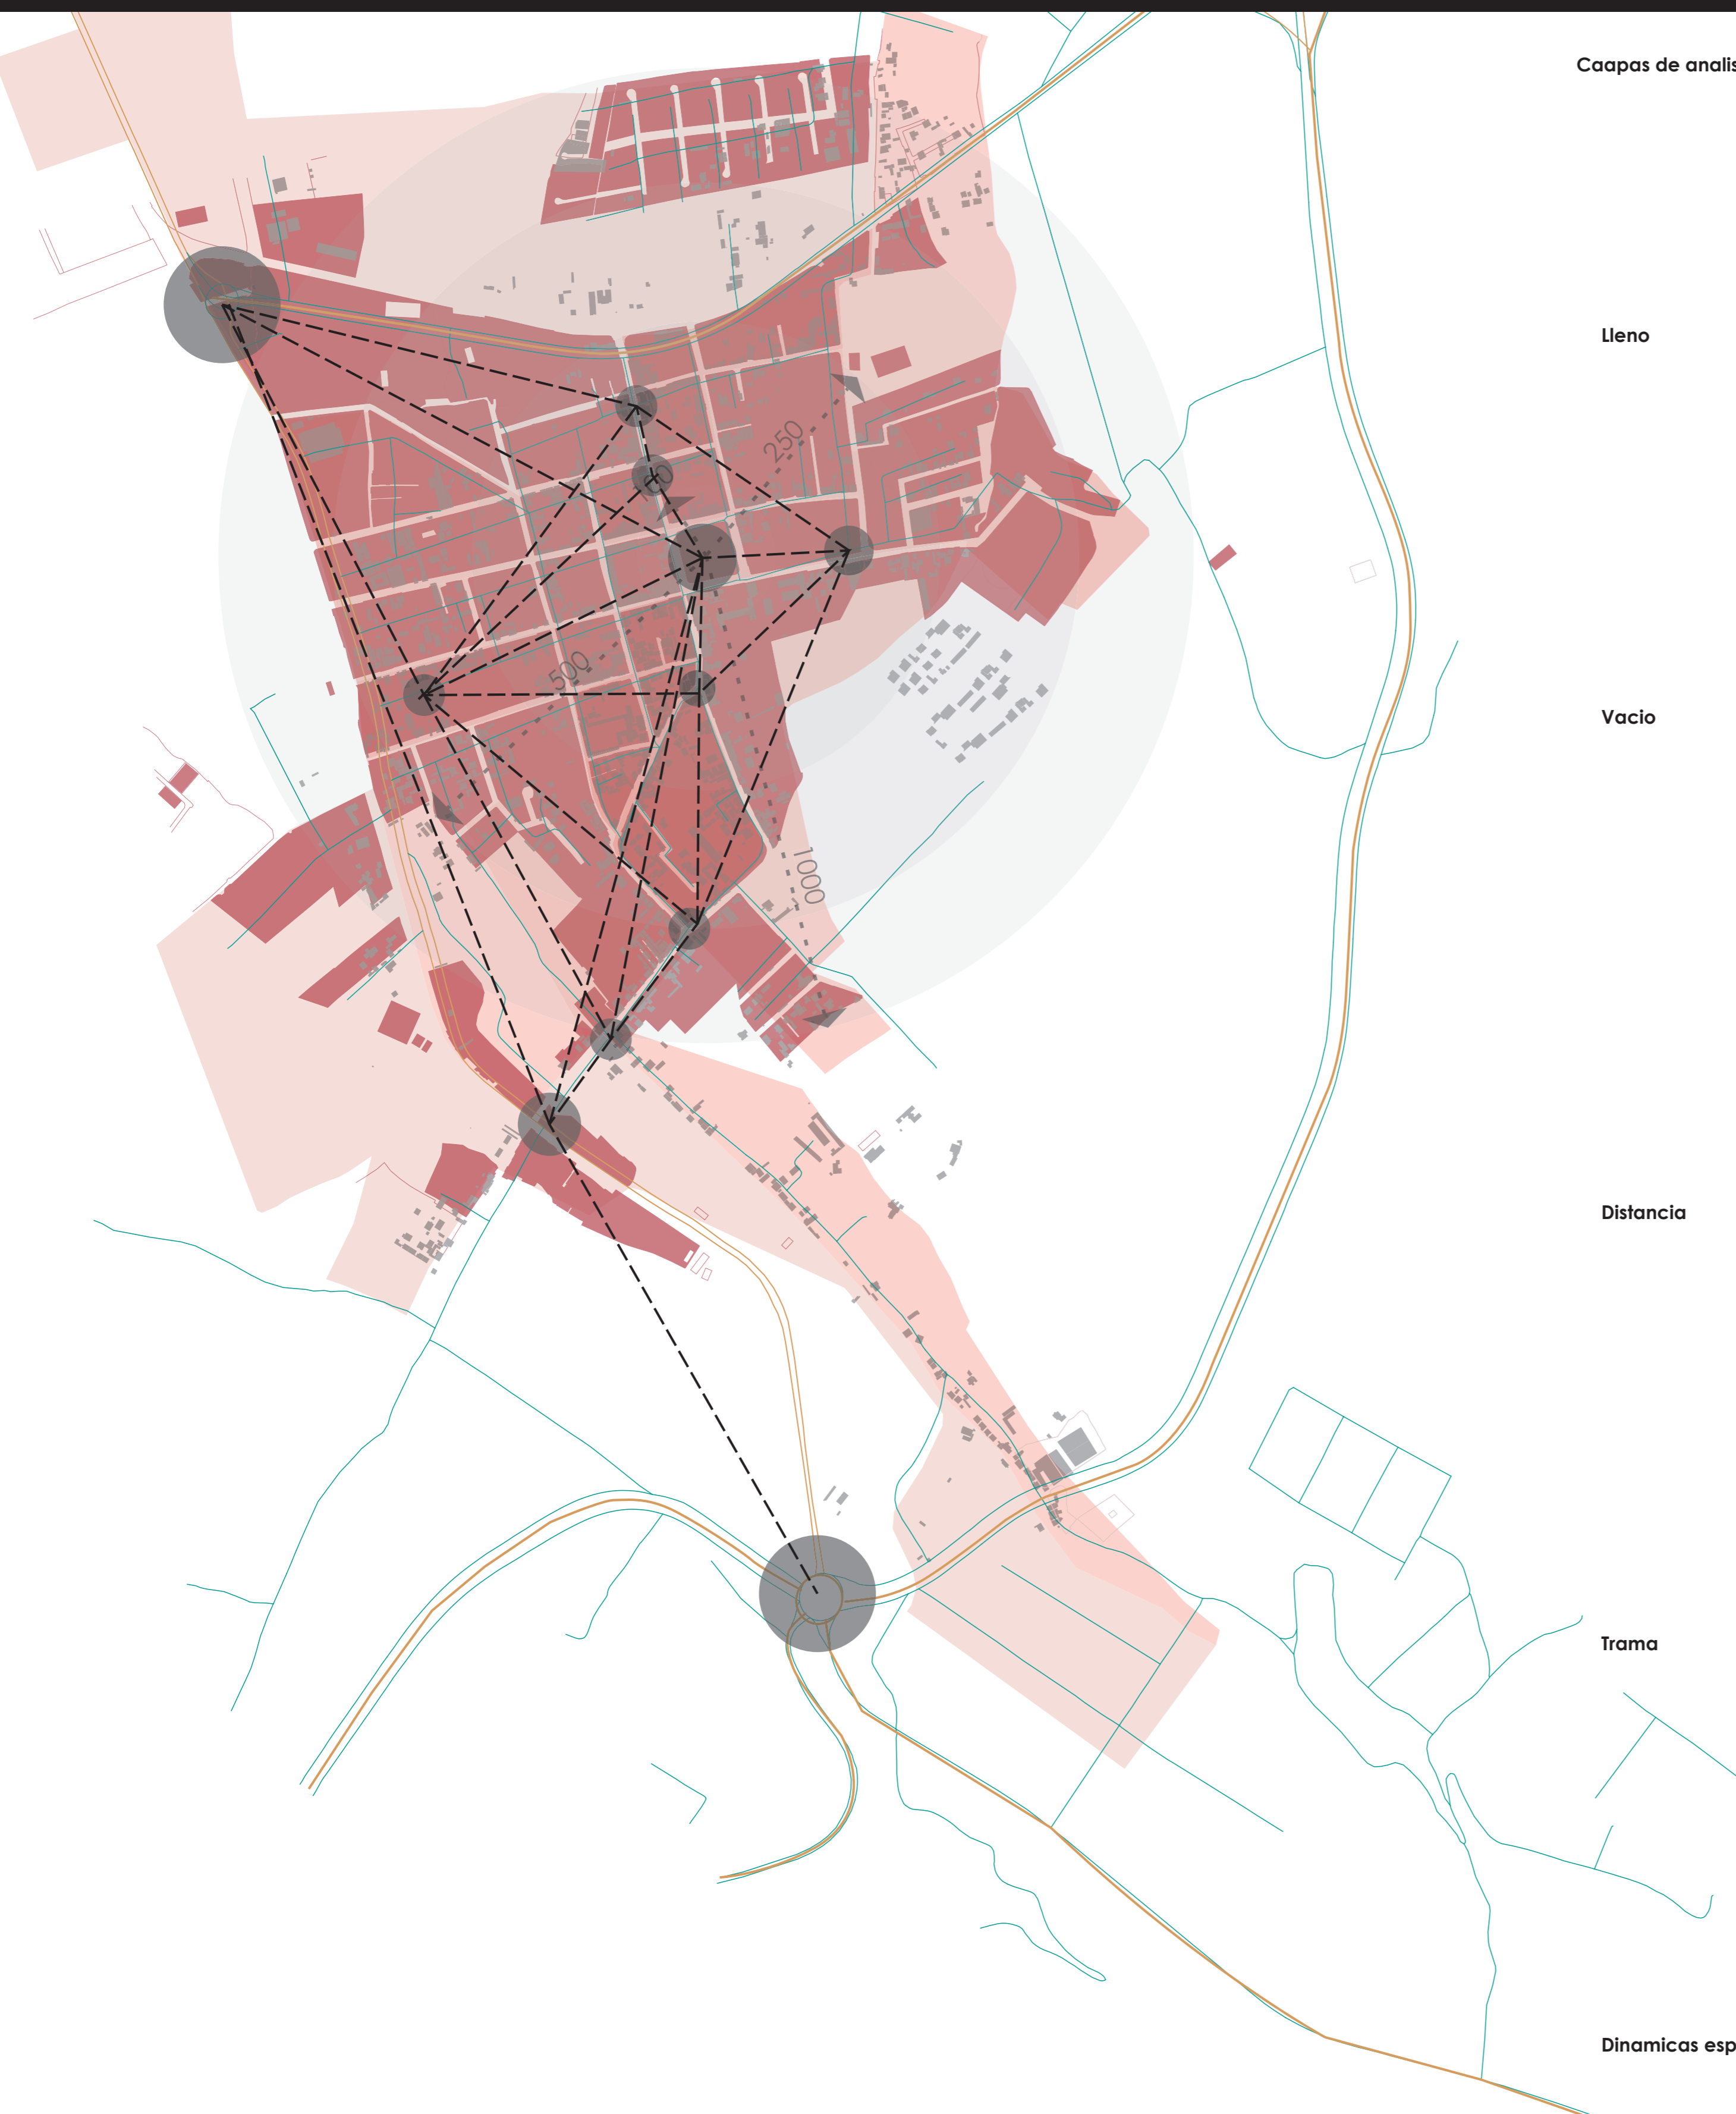 Caapas de analis
Lleno
250
500
Vacio
1000
Distancia
Trama
Dinamicas esp